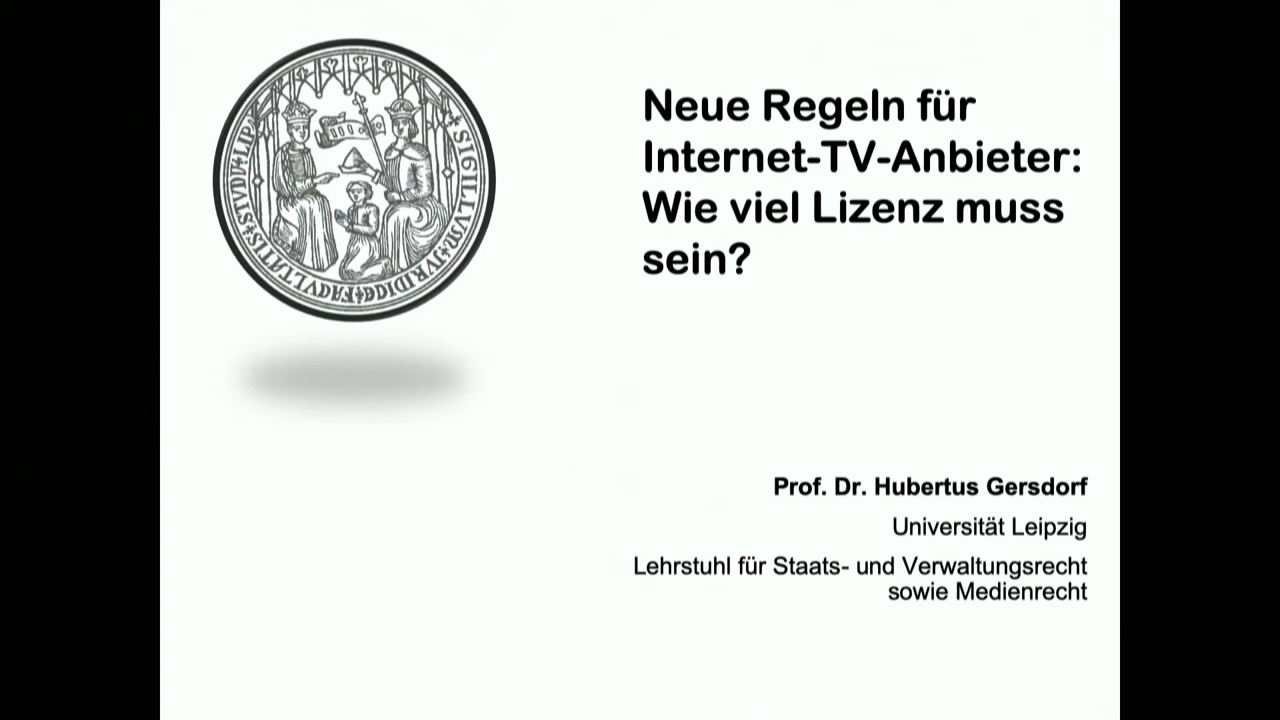 Neue Regeln für
Internet-TV-Anbieter:
Wie viel Lizenz muss
sein?
Prof. Dr. Hubertus Gersdorf
Universität Leipzig
Lehrstuhl für Staats- und Verwaltungsrecht
sowie Medienrecht